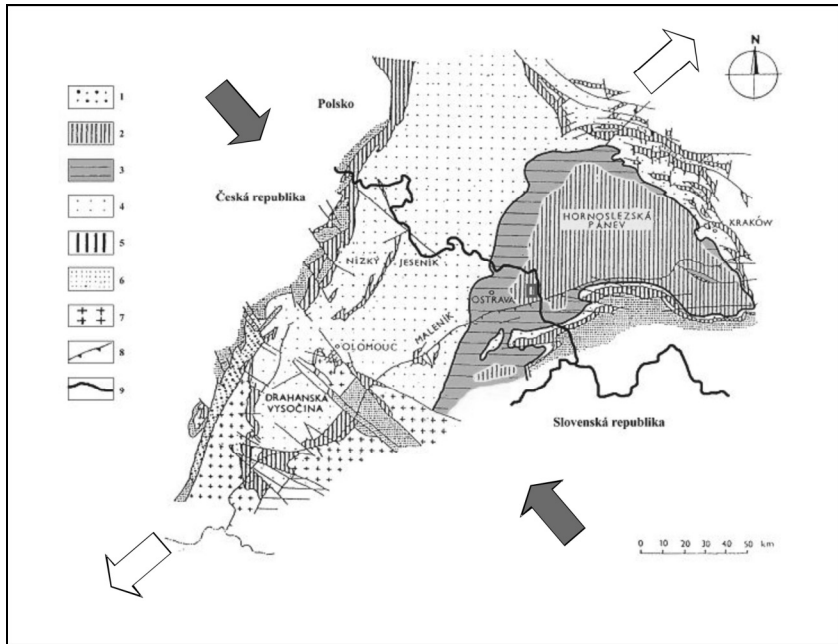 N
1
2
3
4
5
6
7
8
9
Polsko
Česká republika
HORNOSLEZSKÁ
PÁNEV
KRAKÓW
NÍZKÝ JESENÍK
OSTRAVA
MALENÍK
OLOMOUC
DRAHANSKÁ
VYSOČINA
Slovenská republika
0 10 20 30 40 50 km